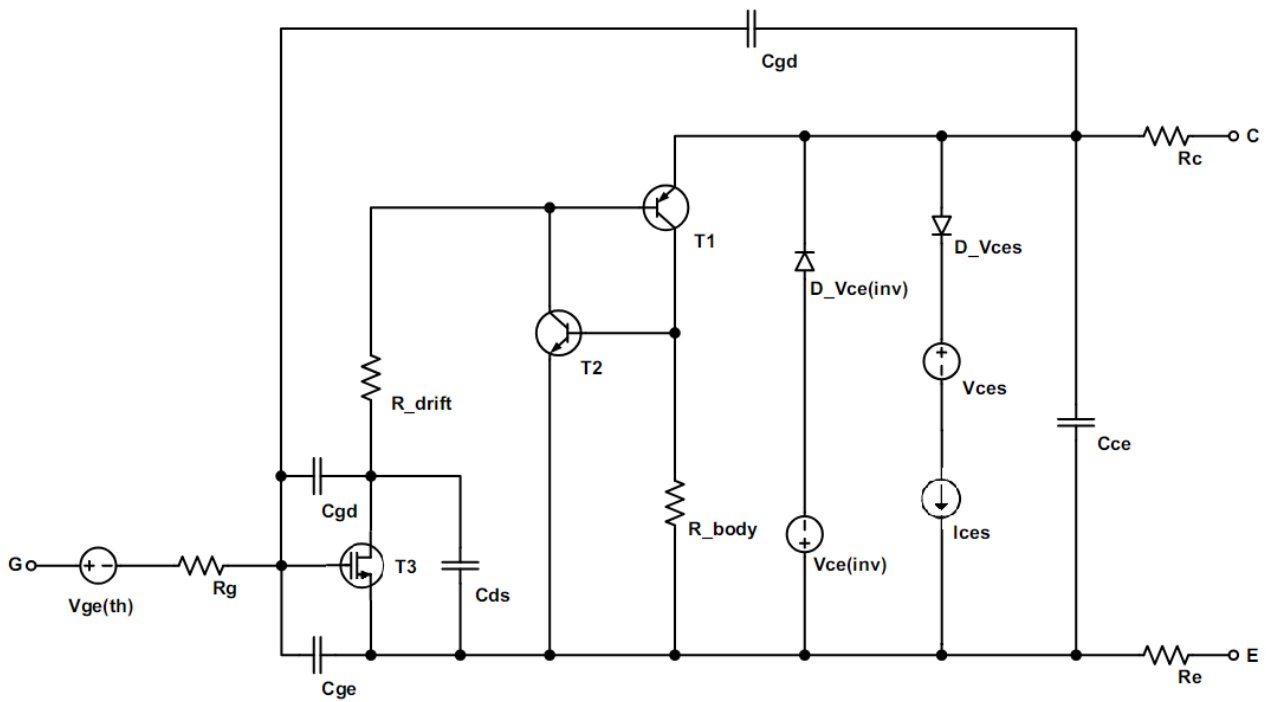 Cgd
C
Rc
T1
D_Vces
D_Vce(inv)
T2
Vces
R_drift
Cce
Cgd
R_body
Ices
G
T3
Vce(inv)
Rg
Cds
Vge(th)
E
Re
Cge